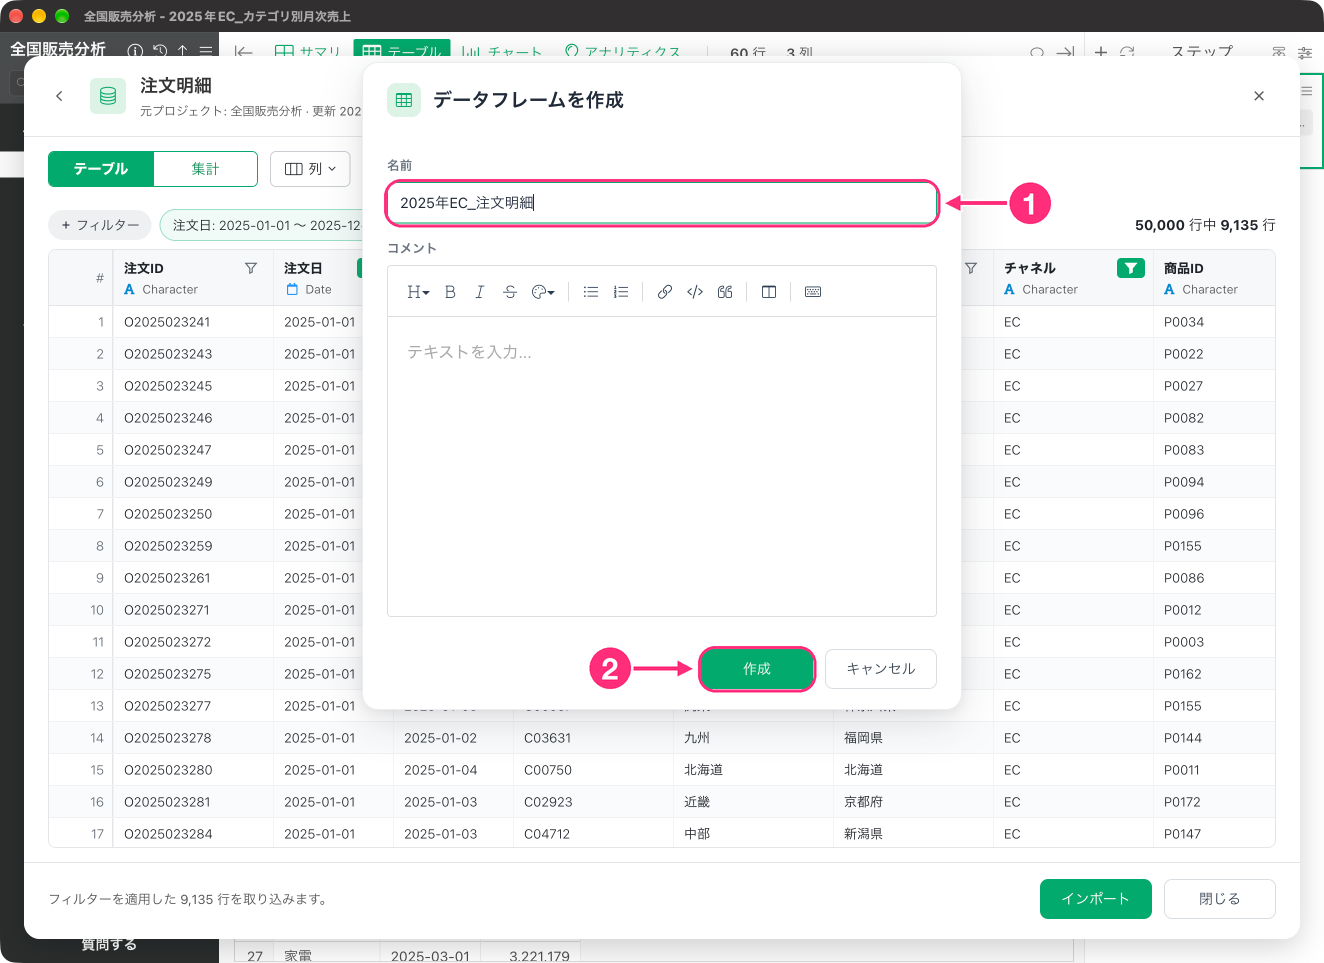 全国販売分析 - 2025年EC_カテゴリ別月次売上
全国販売分析
サマリ
テーブル
チャート
アナリティクス
60 行
3 列
ステップ
注文明細
元プロジェクト: 全国販売分析 · 更新 202
テーブル
集計
列
+ フィルター
注文日: 2025-01-01 〜 2025-12
50,000 行中 9,135 行
データフレームを作成
名前
2025年EC_注文明細
1
コメント
H B I S
テキストを入力...
2
作成
キャンセル
# 注文ID 注文日 チャネル 商品ID
A Character Date A Character A Character
1 O2025023241 2025-01-01 EC P0034
2 O2025023243 2025-01-01 EC P0022
3 O2025023245 2025-01-01 EC P0027
4 O2025023246 2025-01-01 EC P0082
5 O2025023247 2025-01-01 EC P0083
6 O2025023249 2025-01-01 EC P0094
7 O2025023250 2025-01-01 EC P0096
8 O2025023259 2025-01-01 EC P0155
9 O2025023261 2025-01-01 EC P0086
10 O2025023271 2025-01-01 EC P0012
11 O2025023272 2025-01-01 EC P0003
12 O2025023275 2025-01-01 EC P0162
13 O2025023277 2025-01-01 EC P0155
14 O2025023278 2025-01-01 2025-01-02 C03631 九州 福岡県 EC P0144
15 O2025023280 2025-01-01 2025-01-04 C00750 北海道 北海道 EC P0011
16 O2025023281 2025-01-01 2025-01-03 C02923 近畿 京都府 EC P0172
17 O2025023284 2025-01-01 2025-01-03 C04712 中部 新潟県 EC P0147
フィルターを適用した 9,135 行を取り込みます。
インポート
閉じる
質問する
27 家電 2025-03-01 3,221,179